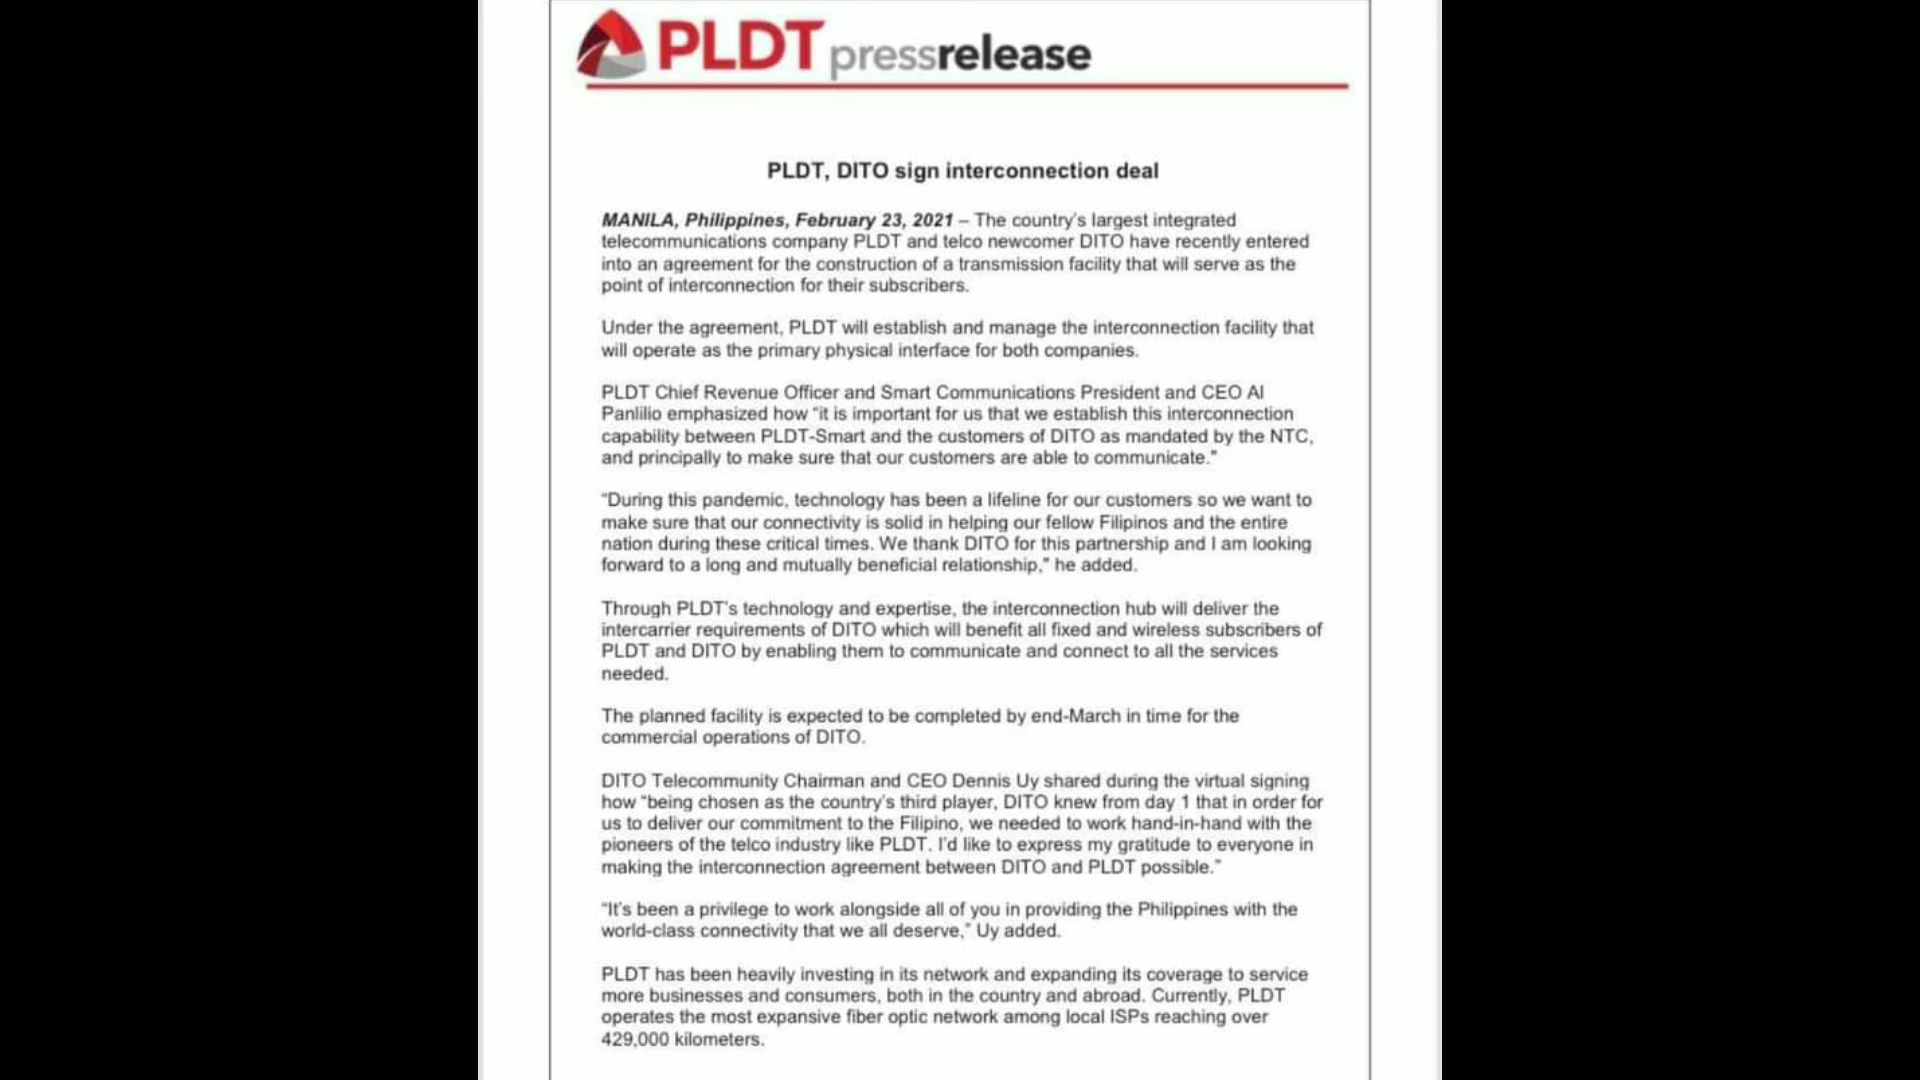 PLDT pressrelease
PLDT, DITO sign interconnection deal
MANILA, Philippines, February 23, 2021 – The country's largest integrated
telecommunications company PLDT and telco newcomer DITO have recently entered
into an agreement for the construction of a transmission facility that will serve as the
point of interconnection for their subscribers.
Under the agreement, PLDT will establish and manage the interconnection facility that
will operate as the primary physical interface for both companies.
PLDT Chief Revenue Officer and Smart Communications President and CEO Al
Panlilio emphasized how "it is important for us that we establish this interconnection
capability between PLDT-Smart and the customers of DITO as mandated by the NTC,
and principally to make sure that our customers are able to communicate."
"During this pandemic, technology has been a lifeline for our customers so we want to
make sure that our connectivity is solid in helping our fellow Filipinos and the entire
nation during these critical times. We thank DITO for this partnership and I am looking
forward to a long and mutually beneficial relationship," he added.
Through PLDT's technology and expertise, the interconnection hub will deliver the
intercarrier requirements of DITO which will benefit all fixed and wireless subscribers of
PLDT and DITO by enabling them to communicate and connect to all the services
needed.
The planned facility is expected to be completed by end-March in time for the
commercial operations of DITO.
DITO Telecommunity Chairman and CEO Dennis Uy shared during the virtual signing
how "being chosen as the country's third player, DITO knew from day 1 that in order for
us to deliver our commitment to the Filipino, we needed to work hand-in-hand with the
pioneers of the telco industry like PLDT. I'd like to express my gratitude to everyone in
making the interconnection agreement between DITO and PLDT possible."
"It's been a privilege to work alongside all of you in providing the Philippines with the
world-class connectivity that we all deserve," Uy added.
PLDT has been heavily investing in its network and expanding its coverage to service
more businesses and consumers, both in the country and abroad. Currently, PLDT
operates the most expansive fiber optic network among local ISPs reaching over
429,000 kilometers.